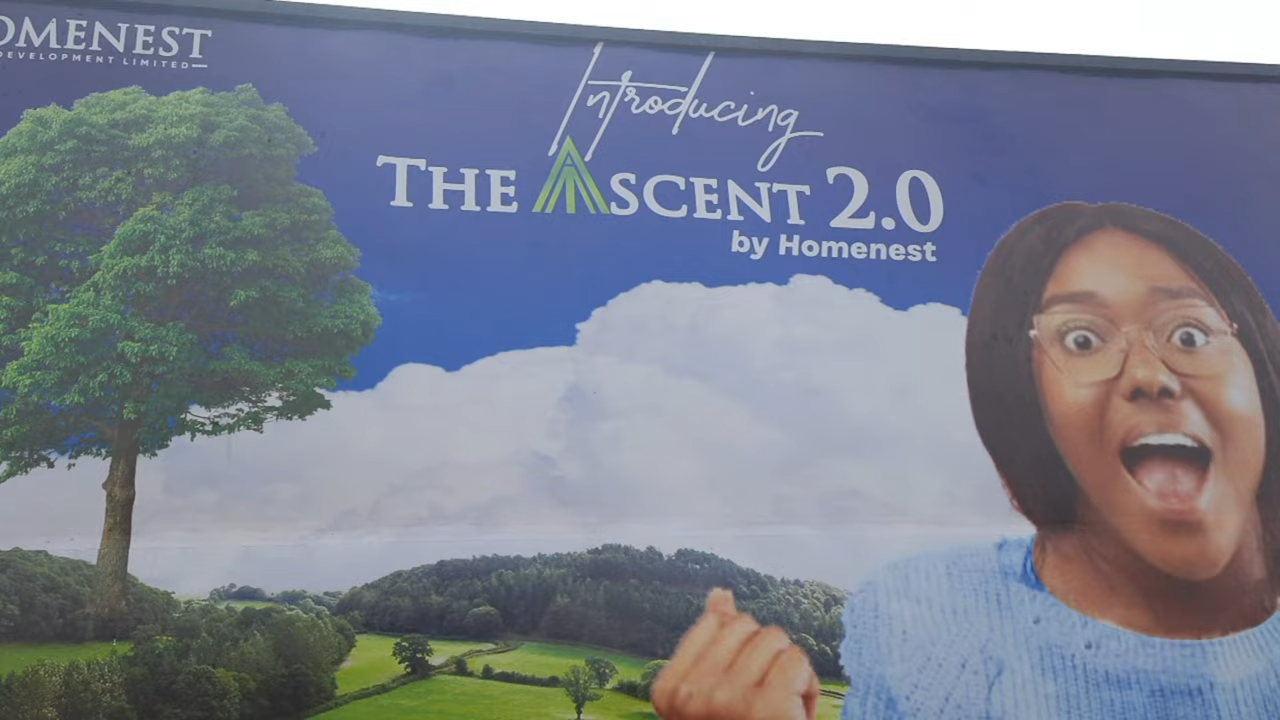 OMENEST
DEVELOPMENT LIMITED
Introducing
THE ASCENT 2.0
by Homenest